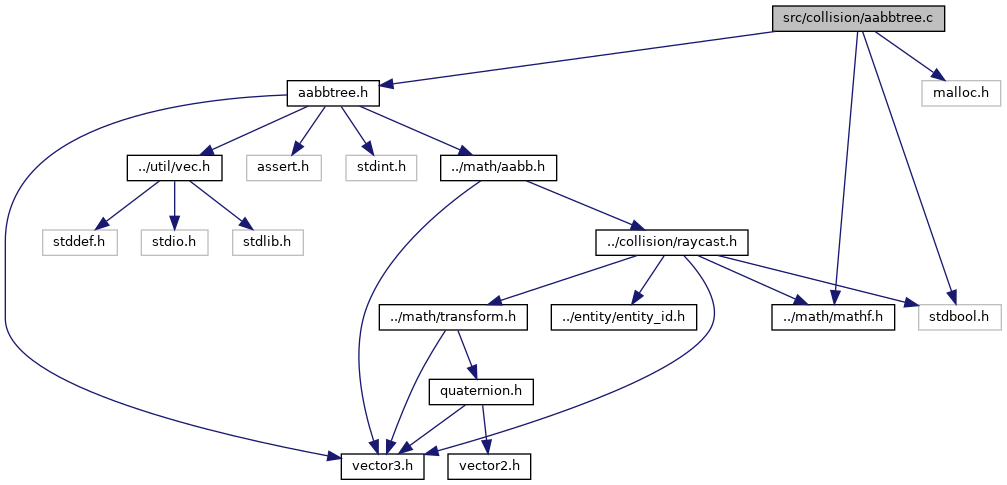 src/collision/aabbtree.c
aabbtree.h
malloc.h
../util/vec.h
assert.h
stdint.h
../math/aabb.h
stddef.h
stdio.h
stdlib.h
../collision/raycast.h
../math/transform.h
../entity/entity_id.h
../math/mathf.h
stdbool.h
quaternion.h
vector3.h
vector2.h